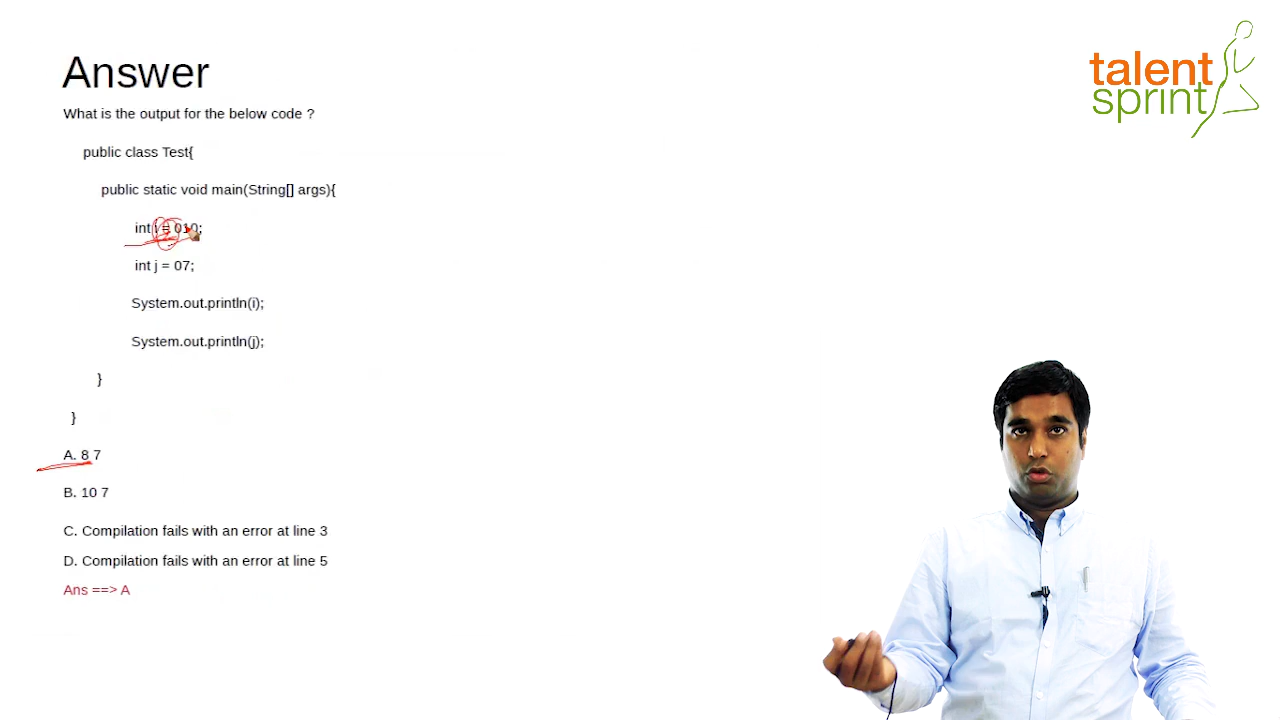 talent
sprint
Answer
What is the output for the below code ?
public class Test{
public static void main(String[] args){
int i = 010;
int j = 07;
System.out.println(i);
System.out.println(j);
}
}
A. 8 7
B. 10 7
C. Compilation fails with an error at line 3
D. Compilation fails with an error at line 5
Ans ==> A